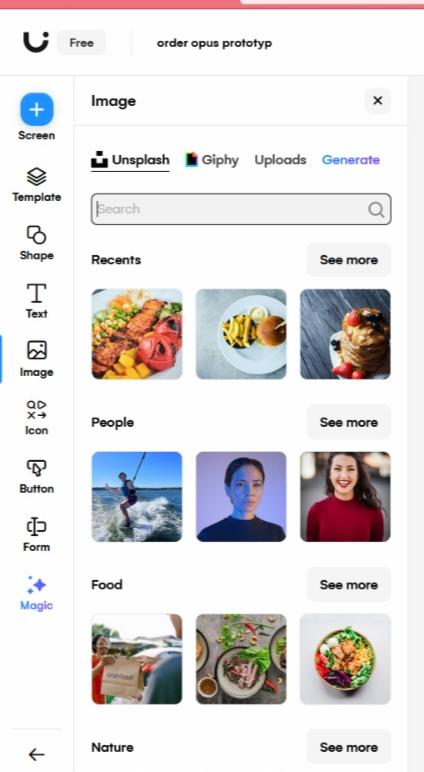 Free
order opus prototyp
Screen
Template
Shape
Text
Image
Icon
Button
Form
Magic
Image
Unsplash Giphy Uploads Generate
Search
Recents See more
People See more
Food See more
GrabFood
Nature See more